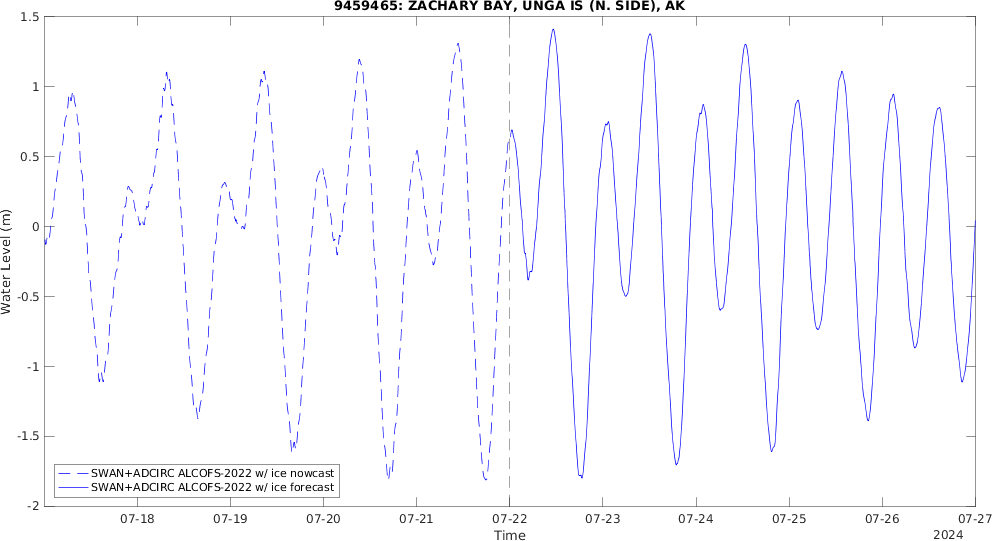 9459465: ZACHARY BAY, UNGA IS (N. SIDE), AK
1.5
1
0.5
0
-0.5
-1
-1.5
-2
Water Level (m)
SWAN+ADCIRC ALCOFS-2022 w/ ice nowcast
SWAN+ADCIRC ALCOFS-2022 w/ ice forecast
07-18 07-19 07-20 07-21 07-22 07-23 07-24 07-25 07-26 07-27
Time
2024